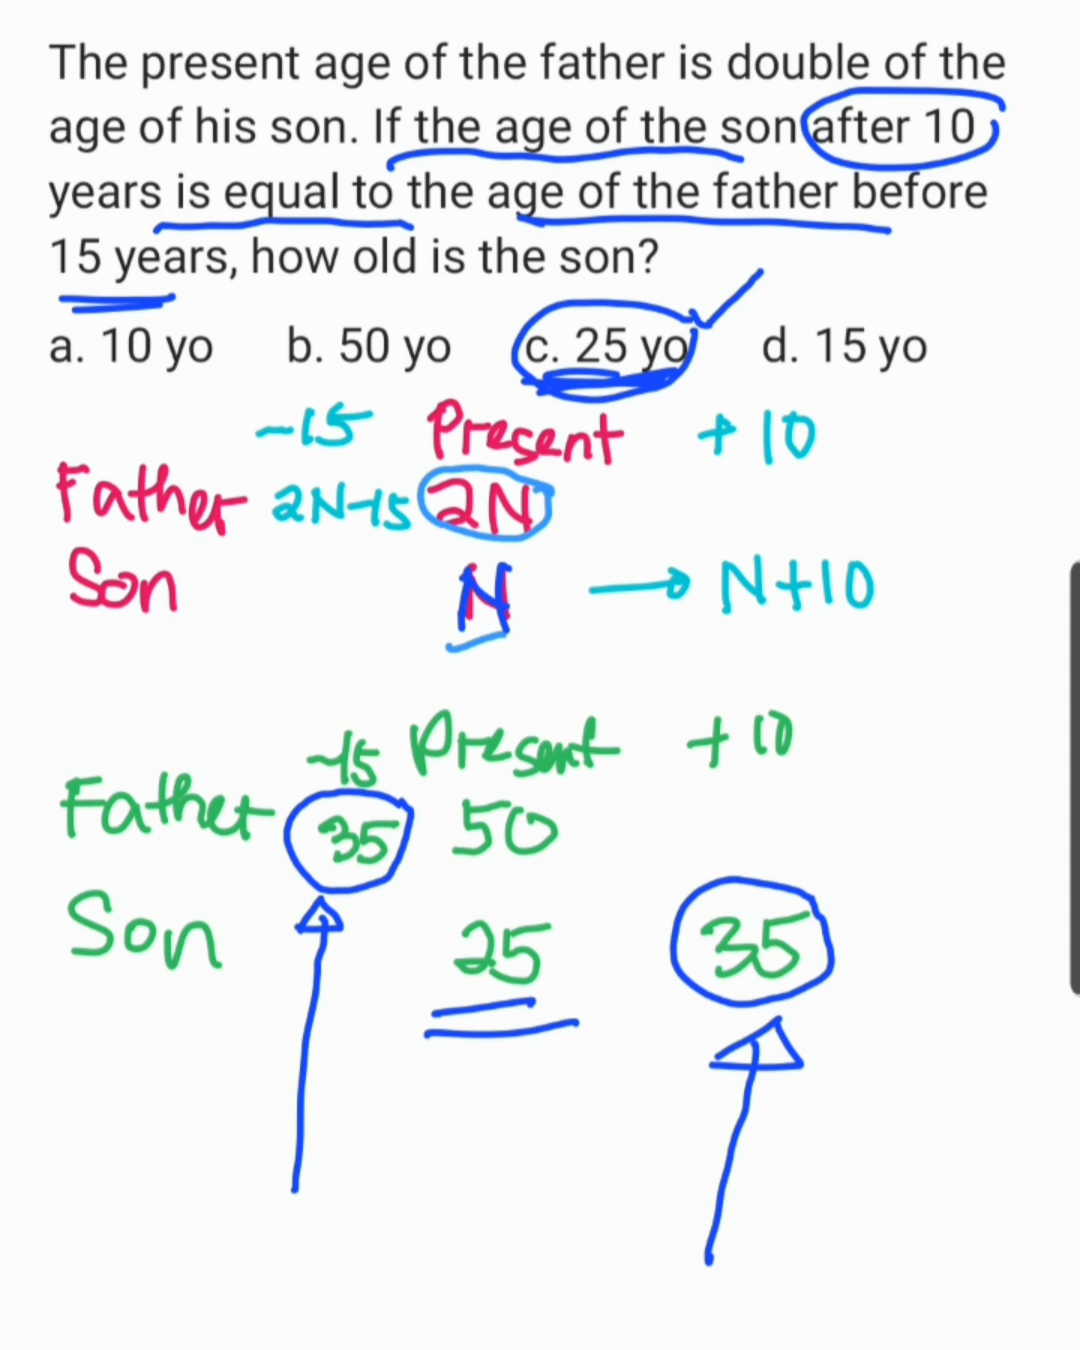 The present age of the father is double of the
age of his son. If the age of the son after 10
years is equal to the age of the father before
15 years, how old is the son?
a. 10 yo b. 50 yo c. 25 yo d. 15 yo
-15 Present +10
Father 2N-15 2N
Son N → N+10
-15 Present +10
Father 35 50
Son 25 35